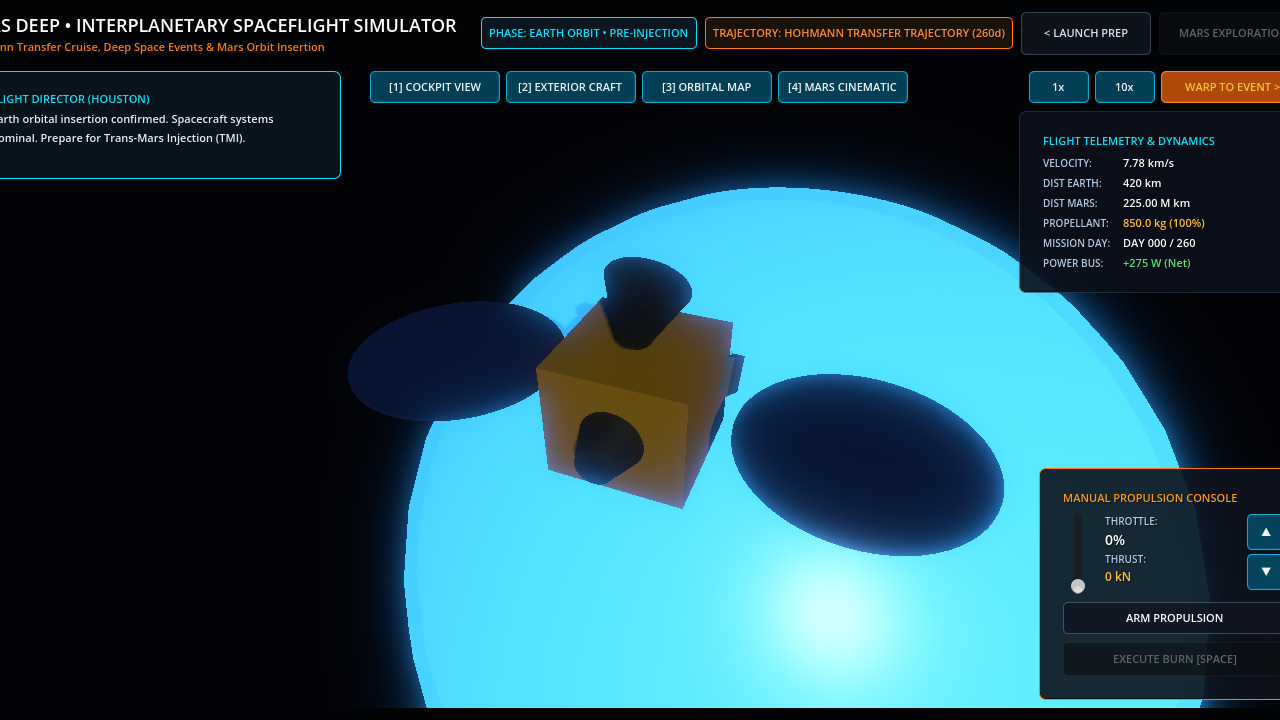 S DEEP • INTERPLANETARY SPACEFLIGHT SIMULATOR
nn Transfer Cruise, Deep Space Events & Mars Orbit Insertion
PHASE: EARTH ORBIT • PRE-INJECTION
TRAJECTORY: HOHMANN TRANSFER TRAJECTORY (260d)
< LAUNCH PREP
MARS EXPLORATIO
LIGHT DIRECTOR (HOUSTON)
arth orbital insertion confirmed. Spacecraft systems
ominal. Prepare for Trans-Mars Injection (TMI).
[1] COCKPIT VIEW
[2] EXTERIOR CRAFT
[3] ORBITAL MAP
[4] MARS CINEMATIC
1x
10x
WARP TO EVENT >
FLIGHT TELEMETRY & DYNAMICS
VELOCITY: 7.78 km/s
DIST EARTH: 420 km
DIST MARS: 225.00 M km
PROPELLANT: 850.0 kg (100%)
MISSION DAY: DAY 000 / 260
POWER BUS: +275 W (Net)
MANUAL PROPULSION CONSOLE
THROTTLE:
0%
THRUST:
0 kN
▲
▼
ARM PROPULSION
EXECUTE BURN [SPACE]